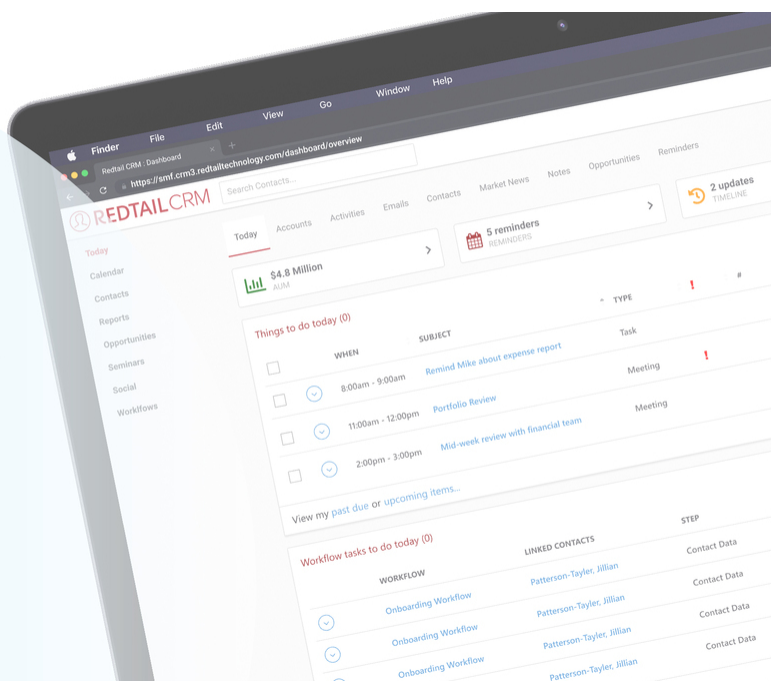 Finder File Edit View Go Window Help
Redtail CRM : Dashboard
https://smf.crm3.redtailtechnology.com/dashboard/overview
REDTAIL CRM
Search Contacts...
Today
Calendar
Contacts
Reports
Opportunities
Seminars
Social
Workflows
Today Accounts Activities Emails Contacts Market News Notes Opportunities Reminders
$4.8 Million
AUM
5 reminders
REMINDERS
2 updates
TIMELINE
Things to do today (0)
WHEN SUBJECT TYPE ! #
8:00am - 9:00am Remind Mike about expense report Task
11:00am - 12:00pm Portfolio Review Meeting !
2:00pm - 3:00pm Mid-week review with financial team Meeting
View my past due or upcoming items...
Workflow tasks to do today (0)
WORKFLOW LINKED CONTACTS STEP
Onboarding Workflow Patterson-Tayler, Jillian Contact Data
Onboarding Workflow Patterson-Tayler, Jillian Contact Data
Onboarding Workflow Patterson-Tayler, Jillian Contact Data
Patterson-Tayler, Jillian Contact Data